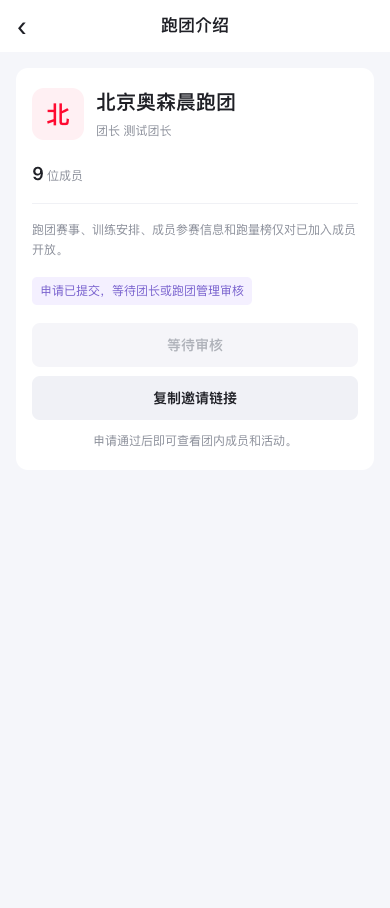 ‹ 跑团介绍
北 北京奥森晨跑团
团长 测试团长
9 位成员
跑团赛事、训练安排、成员参赛信息和跑量榜仅对已加入成员
开放。
申请已提交，等待团长或跑团管理审核
等待审核
复制邀请链接
申请通过后即可查看团内成员和活动。